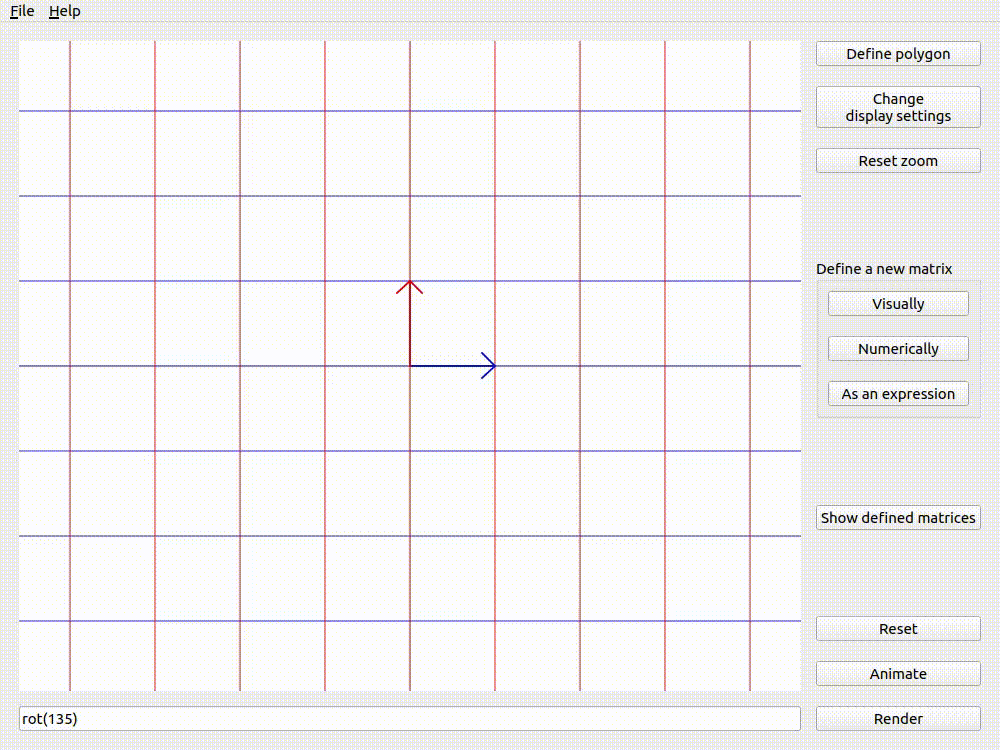 File Help
Define polygon
Change
display settings
Reset zoom
Define a new matrix
Visually
Numerically
As an expression
Show defined matrices
Reset
Animate
rot(135)
Render